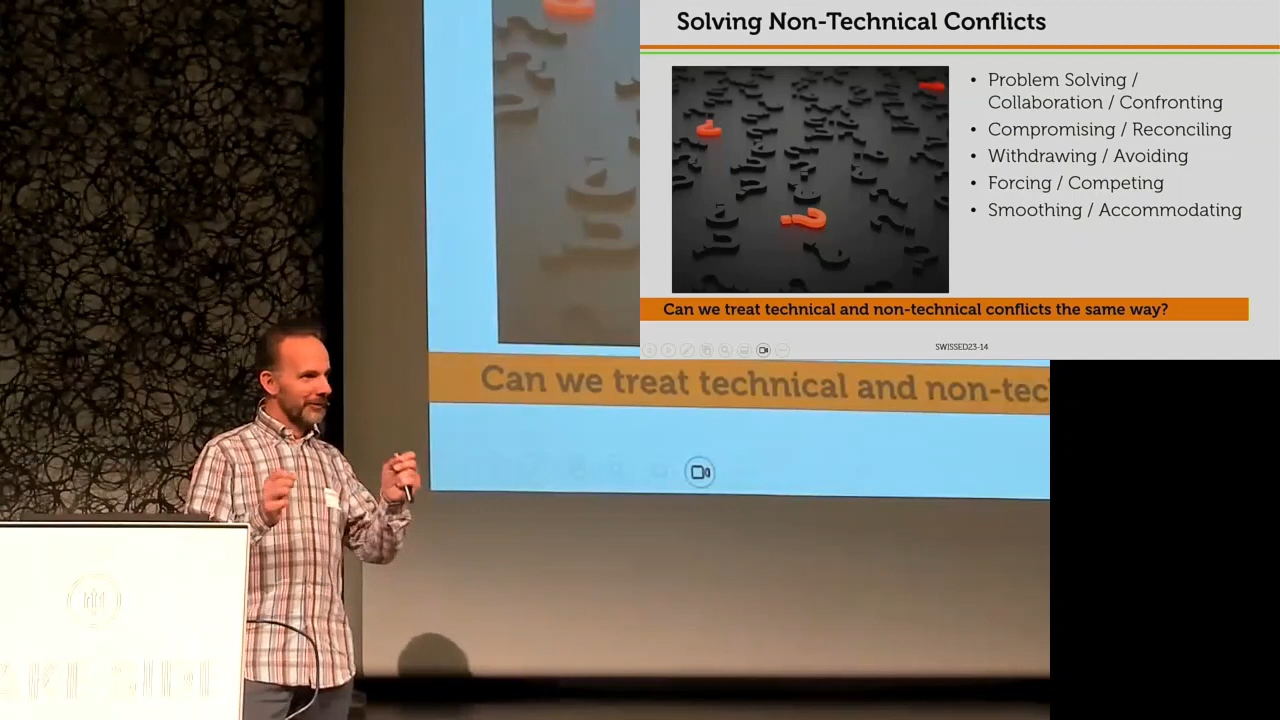 Solving Non-Technical Conflicts
• Problem Solving /
Collaboration / Confronting
• Compromising / Reconciling
• Withdrawing / Avoiding
• Forcing / Competing
• Smoothing / Accommodating
Can we treat technical and non-technical conflicts the same way?
SWISSED23-14
Can we treat technical and non-tec